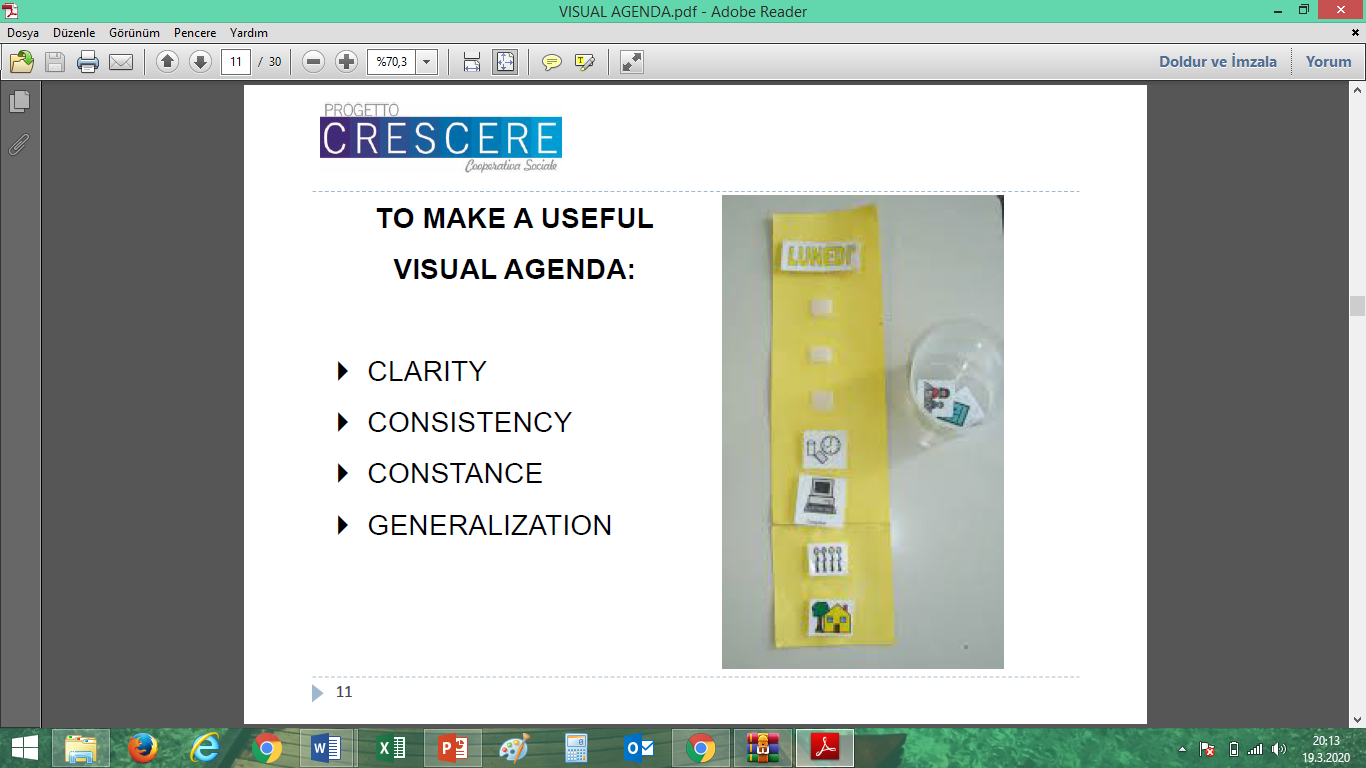 VISUAL AGENDA.pdf - Adobe Reader
Dosya Düzenle Görünüm Pencere Yardım
11 / 30 %70,3 Doldur ve İmzala Yorum
PROGETTO
CRESCERE
Cooperativa Sociale
TO MAKE A USEFUL
VISUAL AGENDA:
CLARITY
CONSISTENCY
CONSTANCE
GENERALIZATION
LUNEDI'
11
20:13
19.3.2020